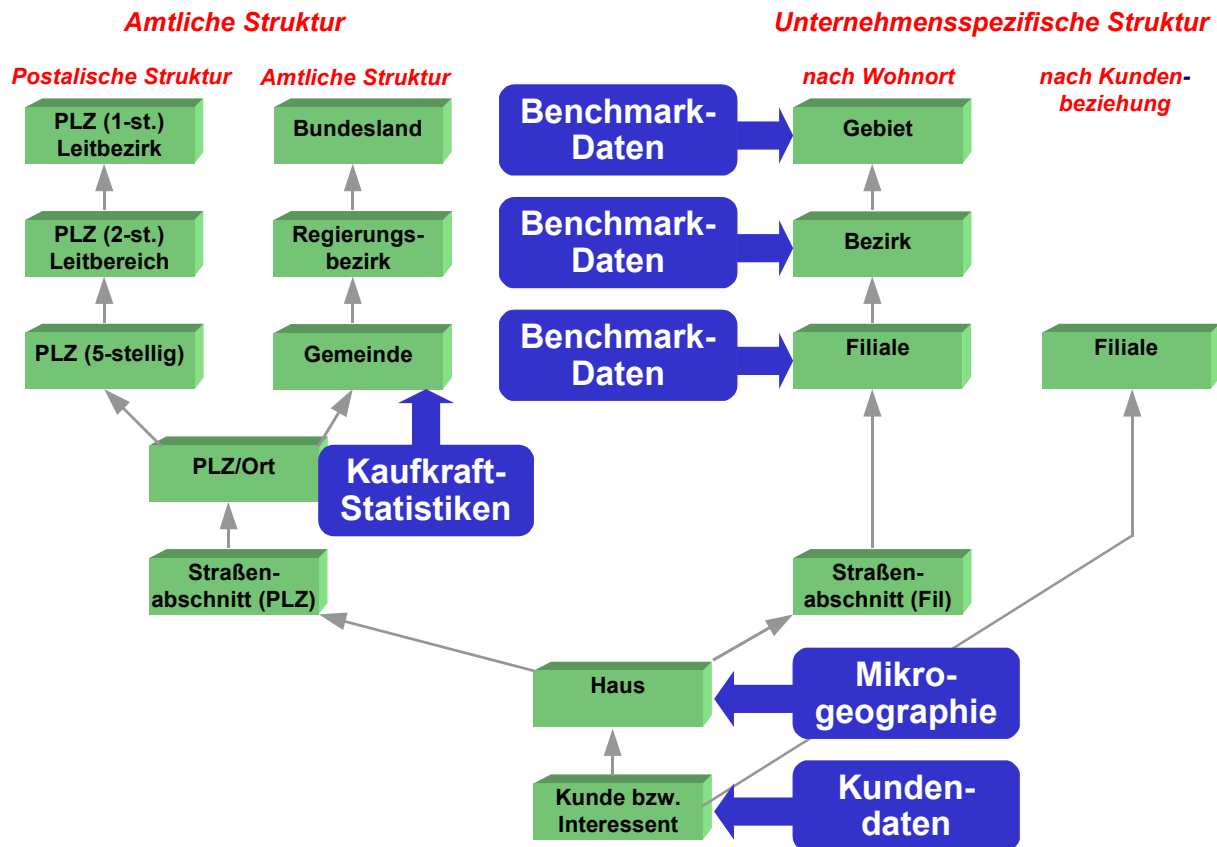 Amtliche Struktur
Unternehmensspezifische Struktur
Postalische Struktur
Amtliche Struktur
nach Wohnort
nach Kunden-
beziehung
PLZ (1-st.)
Leitbezirk
Bundesland
Benchmark-
Daten
Gebiet
PLZ (2-st.)
Leitbereich
Regierungs-
bezirk
Benchmark-
Daten
Bezirk
PLZ (5-stellig)
Gemeinde
Benchmark-
Daten
Filiale
Filiale
PLZ/Ort
Kaufkraft-
Statistiken
Straßen-
abschnitt (PLZ)
Straßen-
abschnitt (Fil)
Haus
Mikro-
geographie
Kunde bzw.
Interessent
Kunden-
daten